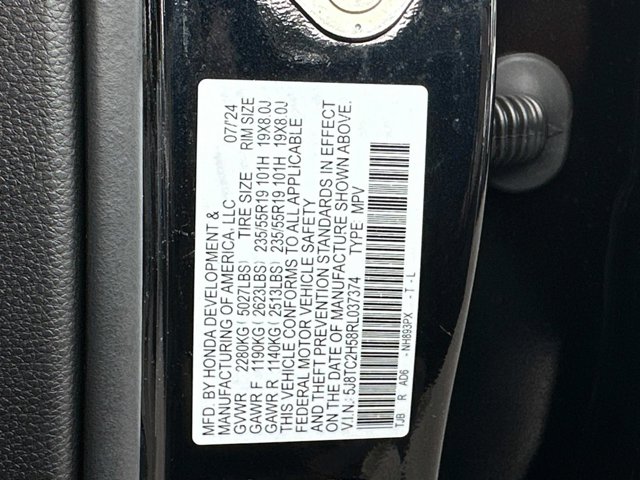 MFD. BY HONDA DEVELOPMENT &
MANUFACTURING OF AMERICA, LLC 07/'24
GVWR 2280KG(5027LBS) TIRE SIZE RIM SIZE
GAWR F 1190KG(2623LBS) 235/55R19 101H 19X8.0J
GAWR R 1140KG(2513LBS) 235/55R19 101H 19X8.0J
THIS VEHICLE CONFORMS TO ALL APPLICABLE
FEDERAL MOTOR VEHICLE SAFETY
AND THEFT PREVENTION STANDARDS IN EFFECT
ON THE DATE OF MANUFACTURE SHOWN ABOVE.
V.I.N.: 5J8TC2H58RL037374 TYPE: MPV
TJB R AD6 -NH893PX -T-L